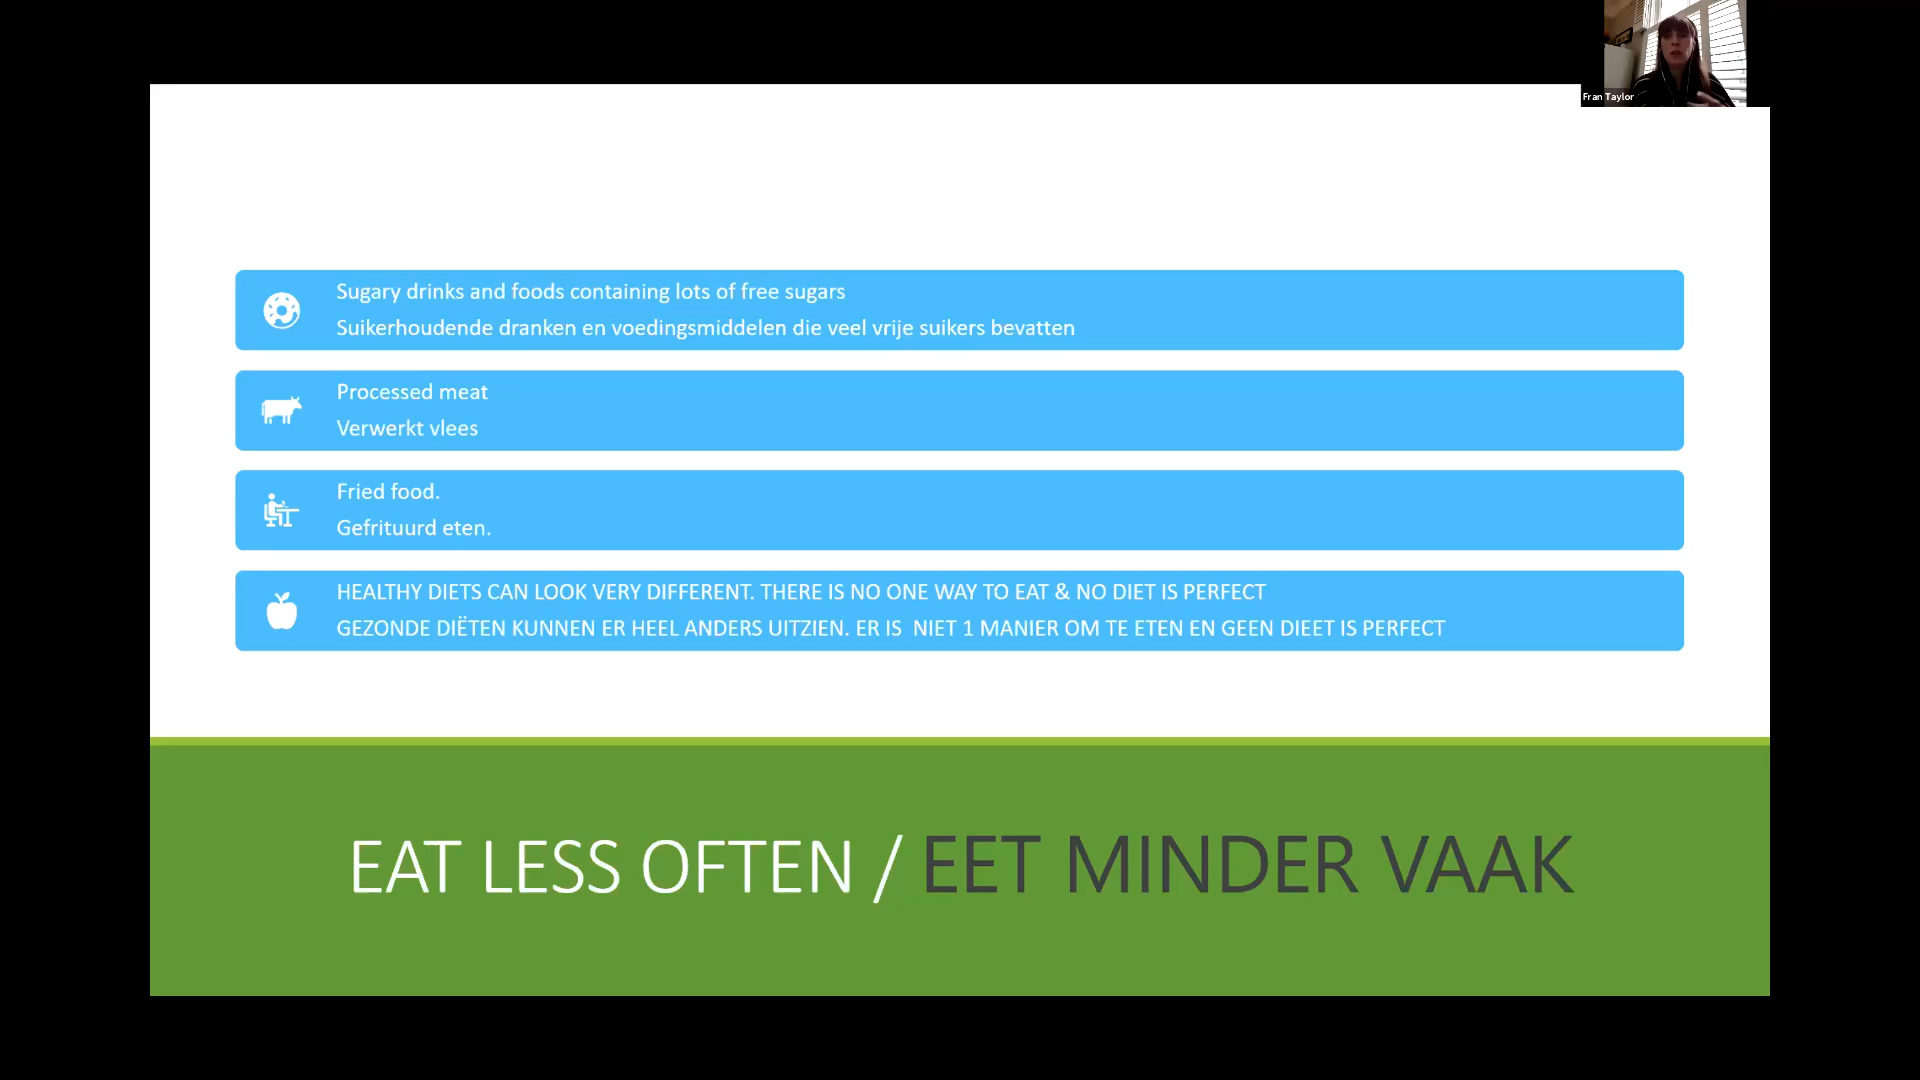 Fran Taylor
Sugary drinks and foods containing lots of free sugars
Suikerhoudende dranken en voedingsmiddelen die veel vrije suikers bevatten
Processed meat
Verwerkt vlees
Fried food.
Gefrituurd eten.
HEALTHY DIETS CAN LOOK VERY DIFFERENT. THERE IS NO ONE WAY TO EAT & NO DIET IS PERFECT
GEZONDE DIËTEN KUNNEN ER HEEL ANDERS UITZIEN. ER IS  NIET 1 MANIER OM TE ETEN EN GEEN DIEET IS PERFECT
EAT LESS OFTEN / EET MINDER VAAK